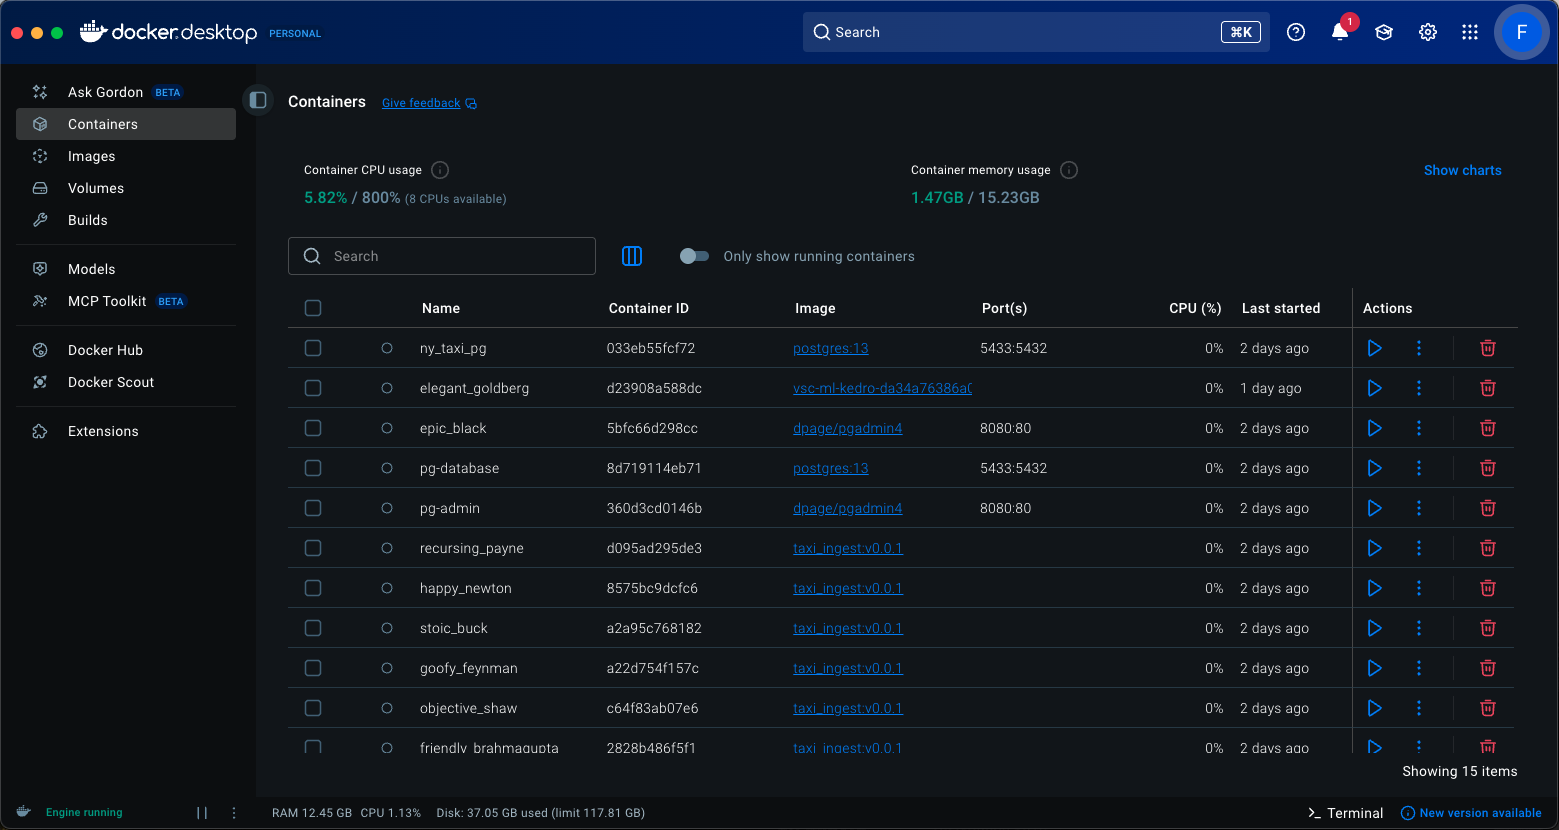 docker.desktop PERSONAL Search ⌘K 1 F
Ask Gordon BETA
Containers
Images
Volumes
Builds
Models
MCP Toolkit BETA
Docker Hub
Docker Scout
Extensions
Containers Give feedback
Container CPU usage Container memory usage Show charts
5.82% / 800% (8 CPUs available) 1.47GB / 15.23GB
Search Only show running containers
Name Container ID Image Port(s) CPU (%) Last started Actions
ny_taxi_pg 033eb55fcf72 postgres:13 5433:5432 0% 2 days ago
elegant_goldberg d23908a588dc vsc-ml-kedro-da34a76386a0 0% 1 day ago
epic_black 5bfc66d298cc dpage/pgadmin4 8080:80 0% 2 days ago
pg-database 8d719114eb71 postgres:13 5433:5432 0% 2 days ago
pg-admin 360d3cd0146b dpage/pgadmin4 8080:80 0% 2 days ago
recursing_payne d095ad295de3 taxi_ingest:v0.0.1 0% 2 days ago
happy_newton 8575bc9dcfc6 taxi_ingest:v0.0.1 0% 2 days ago
stoic_buck a2a95c768182 taxi_ingest:v0.0.1 0% 2 days ago
goofy_feynman a22d754f157c taxi_ingest:v0.0.1 0% 2 days ago
objective_shaw c64f83ab07e6 taxi_ingest:v0.0.1 0% 2 days ago
friendly_brahmagupta 2828b486f5f1 taxi_ingest:v0.0.1 0% 2 days ago
Showing 15 items
Engine running RAM 12.45 GB CPU 1.13% Disk: 37.05 GB used (limit 117.81 GB) Terminal New version available